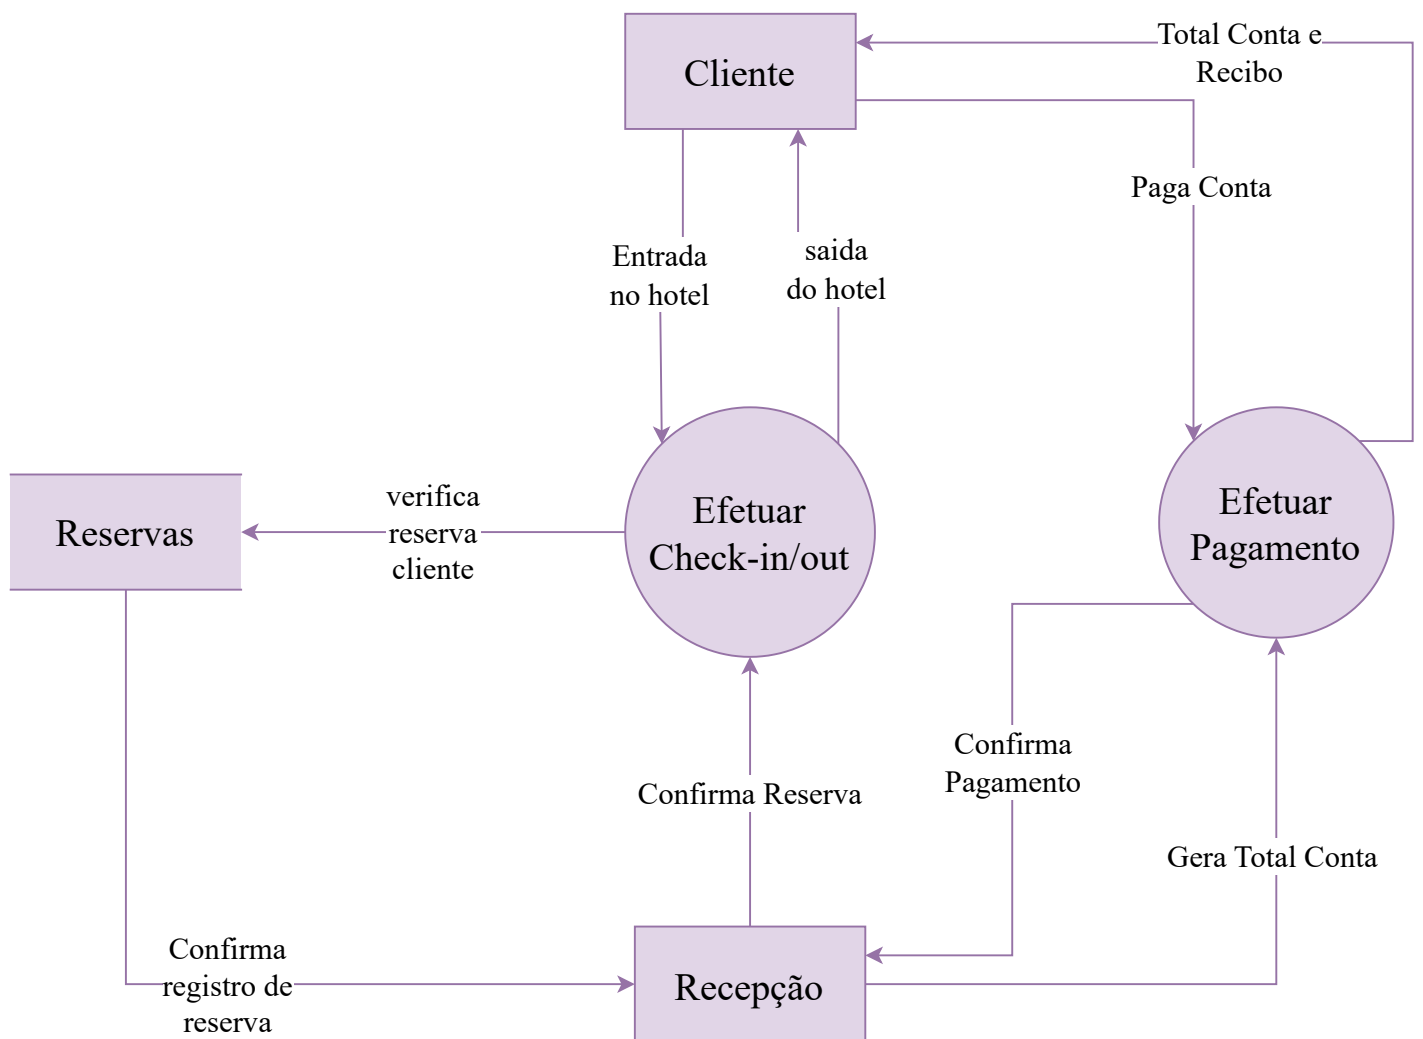 Total Conta e
Recibo
Cliente
Paga Conta
Entrada
no hotel
saida
do hotel
verifica
reserva
cliente
Reservas
Efetuar
Check-in/out
Efetuar
Pagamento
Confirma
Pagamento
Confirma Reserva
Gera Total Conta
Confirma
registro de
reserva
Recepção